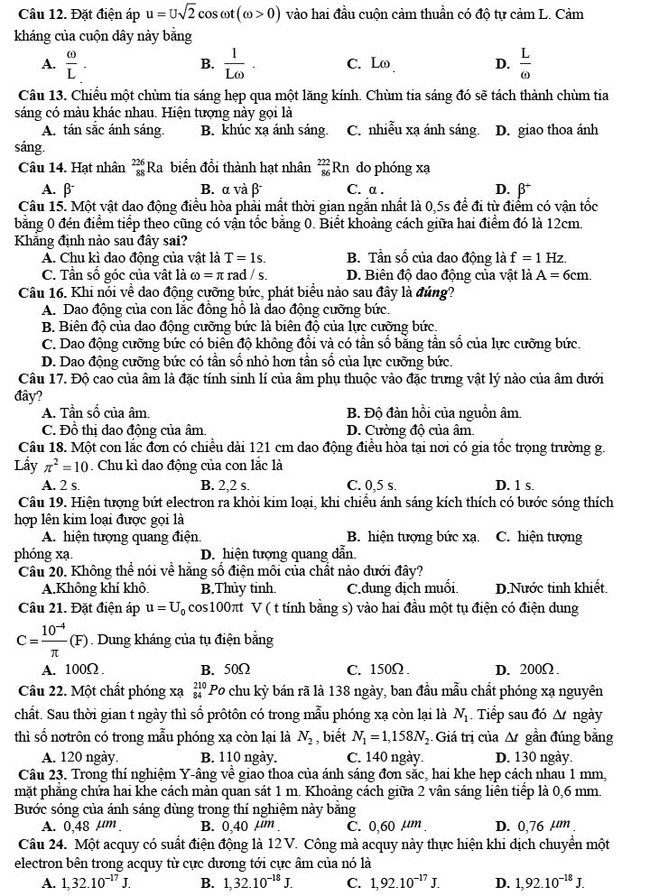 Câu 12. Đặt điện áp u = U√2 cos ωt (ω > 0) vào hai đầu cuộn cảm thuần có độ tự cảm L. Cảm
kháng của cuộn dây này bằng
A. ω/L . B. 1/Lω . C. Lω . D. L/ω
Câu 13. Chiếu một chùm tia sáng hẹp qua một lăng kính. Chùm tia sáng đó sẽ tách thành chùm tia
sáng có màu khác nhau. Hiện tượng này gọi là
A. tán sắc ánh sáng. B. khúc xạ ánh sáng. C. nhiễu xạ ánh sáng. D. giao thoa ánh
sáng.
Câu 14. Hạt nhân ²²⁶₈₈Ra biến đổi thành hạt nhân ²²²₈₆Rn do phóng xạ
A. β⁻ B. α và β⁻ C. α . D. β⁺
Câu 15. Một vật dao động điều hòa phải mất thời gian ngắn nhất là 0,5s để đi từ điểm có vận tốc
bằng 0 đén điểm tiếp theo cũng có vận tốc bằng 0. Biết khoảng cách giữa hai điểm đó là 12cm.
Khẳng định nào sau đây sai?
A. Chu kì dao động của vật là T = 1s. B. Tần số của dao động là f = 1 Hz.
C. Tần số góc của vât là ω = π rad / s. D. Biên độ dao động của vật là A = 6cm.
Câu 16. Khi nói về dao động cưỡng bức, phát biểu nào sau đây là đúng?
A. Dao động của con lắc đồng hồ là dao động cưỡng bức.
B. Biên độ của dao động cưỡng bức là biên độ của lực cưỡng bức.
C. Dao động cưỡng bức có biên độ không đổi và có tần số bằng tần số của lực cưỡng bức.
D. Dao động cưỡng bức có tần số nhỏ hơn tần số của lực cưỡng bức.
Câu 17. Độ cao của âm là đặc tính sinh lí của âm phụ thuộc vào đặc trưng vật lý nào của âm dưới
đây?
A. Tần số của âm. B. Độ đàn hồi của nguồn âm.
C. Đồ thị dao động của âm. D. Cường độ của âm.
Câu 18. Một con lắc đơn có chiều dài 121 cm dao động điều hòa tại nơi có gia tốc trọng trường g.
Lấy π² = 10. Chu kì dao động của con lắc là
A. 2 s. B. 2,2 s. C. 0,5 s. D. 1 s.
Câu 19. Hiện tượng bứt electron ra khỏi kim loại, khi chiếu ánh sáng kích thích có bước sóng thích
hợp lên kim loại được gọi là
A. hiện tượng quang điện. B. hiện tượng bức xạ. C. hiện tượng
phóng xạ. D. hiện tượng quang dẫn.
Câu 20. Không thể nói về hằng số điện môi của chất nào dưới đây?
A.Không khí khô. B.Thủy tinh. C.dung dịch muối. D.Nước tinh khiết.
Câu 21. Đặt điện áp u = U₀ cos100πt V ( t tính bằng s) vào hai đầu một tụ điện có điện dung
C = 10⁻⁴/π (F). Dung kháng của tụ điện bằng
A. 100Ω . B. 50Ω C. 150Ω . D. 200Ω .
Câu 22. Một chất phóng xạ ²¹⁰₈₄Po chu kỳ bán rã là 138 ngày, ban đầu mẫu chất phóng xạ nguyên
chất. Sau thời gian t ngày thì số prôtôn có trong mẫu phóng xạ còn lại là N₁. Tiếp sau đó Δt ngày
thì số nơtrôn có trong mẫu phóng xạ còn lại là N₂, biết N₁ = 1,158N₂. Giá trị của Δt gần đúng bằng
A. 120 ngày. B. 110 ngày. C. 140 ngày. D. 130 ngày.
Câu 23. Trong thí nghiệm Y-âng về giao thoa của ánh sáng đơn sắc, hai khe hẹp cách nhau 1 mm,
mặt phẳng chứa hai khe cách màn quan sát 1 m. Khoảng cách giữa 2 vân sáng liên tiếp là 0,6 mm.
Bước sóng của ánh sáng dùng trong thí nghiệm này bằng
A. 0,48 μm . B. 0,40 μm . C. 0,60 μm . D. 0,76 μm .
Câu 24. Một acquy có suất điện động là 12V. Công mà acquy này thực hiện khi dịch chuyển một
electron bên trong acquy từ cực dương tới cực âm của nó là
A. 1,32.10⁻¹⁷ J. B. 1,32.10⁻¹⁸ J. C. 1,92.10⁻¹⁷ J. D. 1,92.10⁻¹⁸ J.